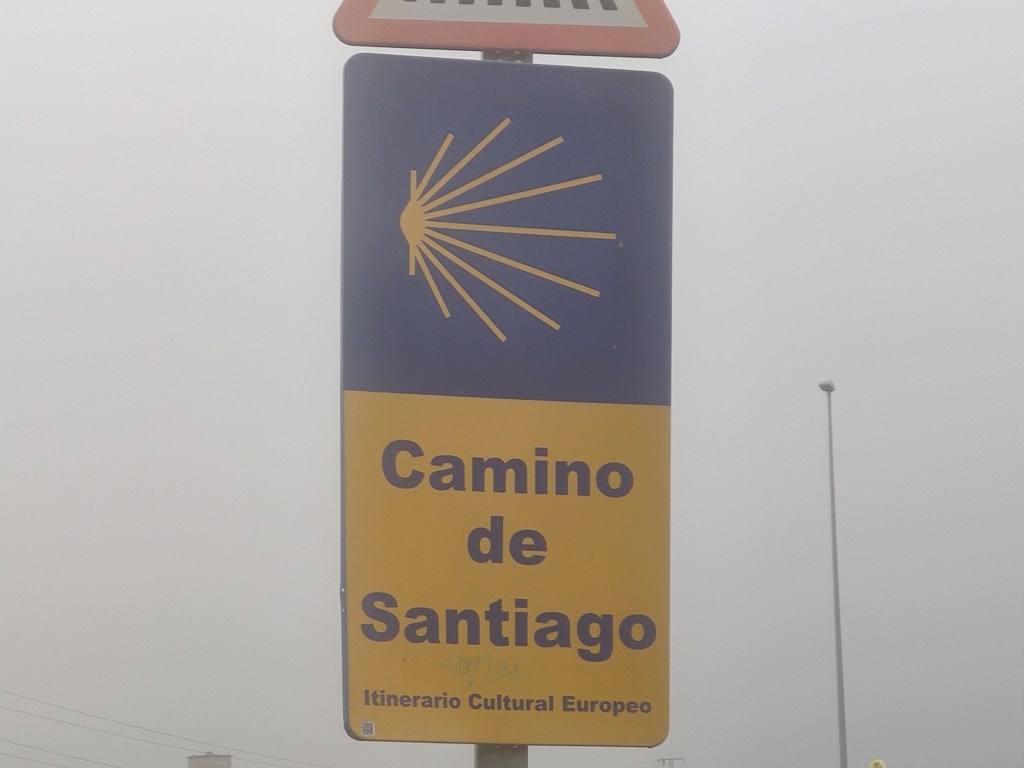 Camino
de
Santiago
Itinerario Cultural Europeo